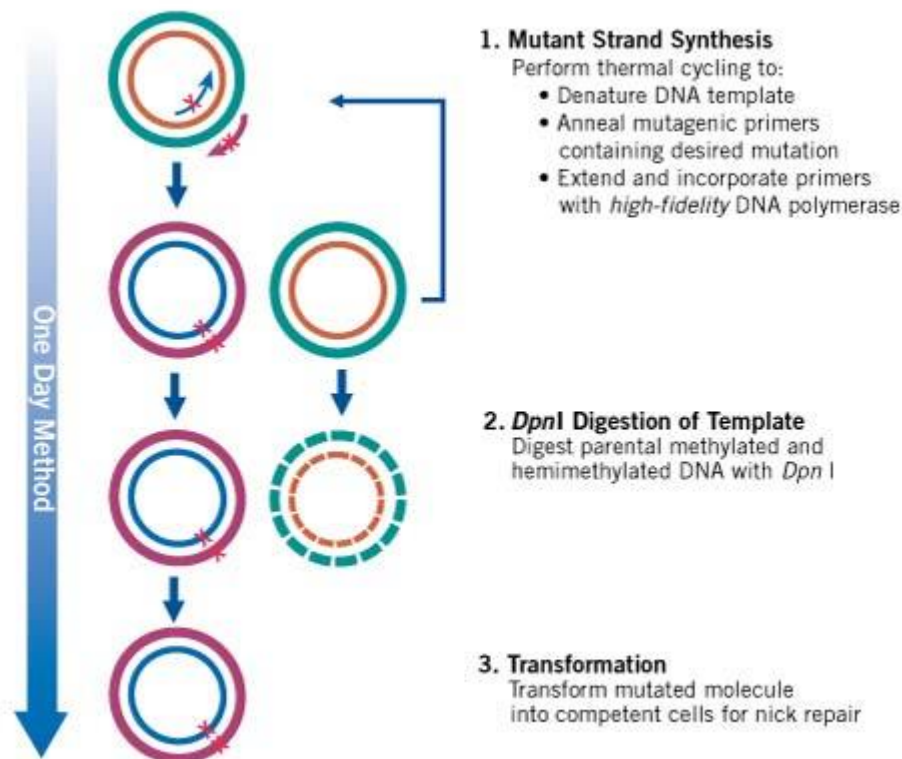 One Day Method
1. Mutant Strand Synthesis
Perform thermal cycling to:
• Denature DNA template
• Anneal mutagenic primers
containing desired mutation
• Extend and incorporate primers
with high-fidelity DNA polymerase
2. DpnI Digestion of Template
Digest parental methylated and
hemimethylated DNA with Dpn I
3. Transformation
Transform mutated molecule
into competent cells for nick repair